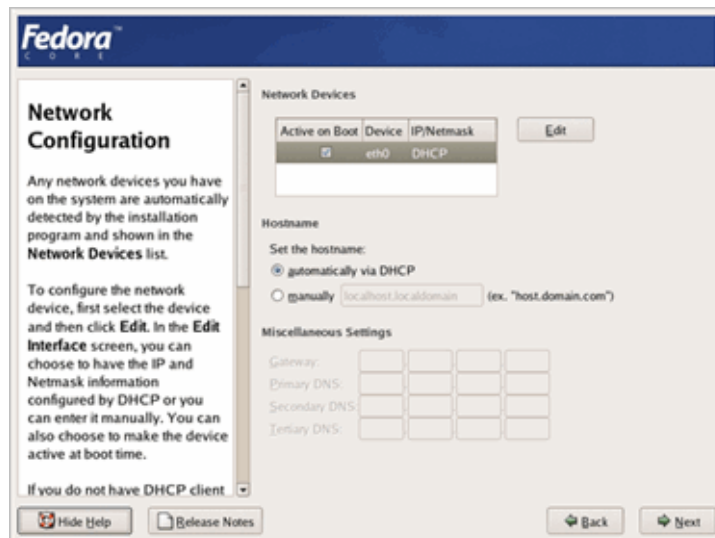 Fedora™
CORE
Network
Configuration
Any network devices you have
on the system are automatically
detected by the installation
program and shown in the
Network Devices list.
To configure the network
device, first select the device
and then click Edit. In the Edit
Interface screen, you can
choose to have the IP and
Netmask information
configured by DHCP or you
can enter it manually. You can
also choose to make the device
active at boot time.
If you do not have DHCP client
Network Devices
Active on Boot Device IP/Netmask
eth0 DHCP
Edit
Hostname
Set the hostname:
automatically via DHCP
manually localhost.localdomain (ex. "host.domain.com")
Miscellaneous Settings
Gateway:
Primary DNS:
Secondary DNS:
Tertiary DNS:
Hide Help Release Notes Back Next